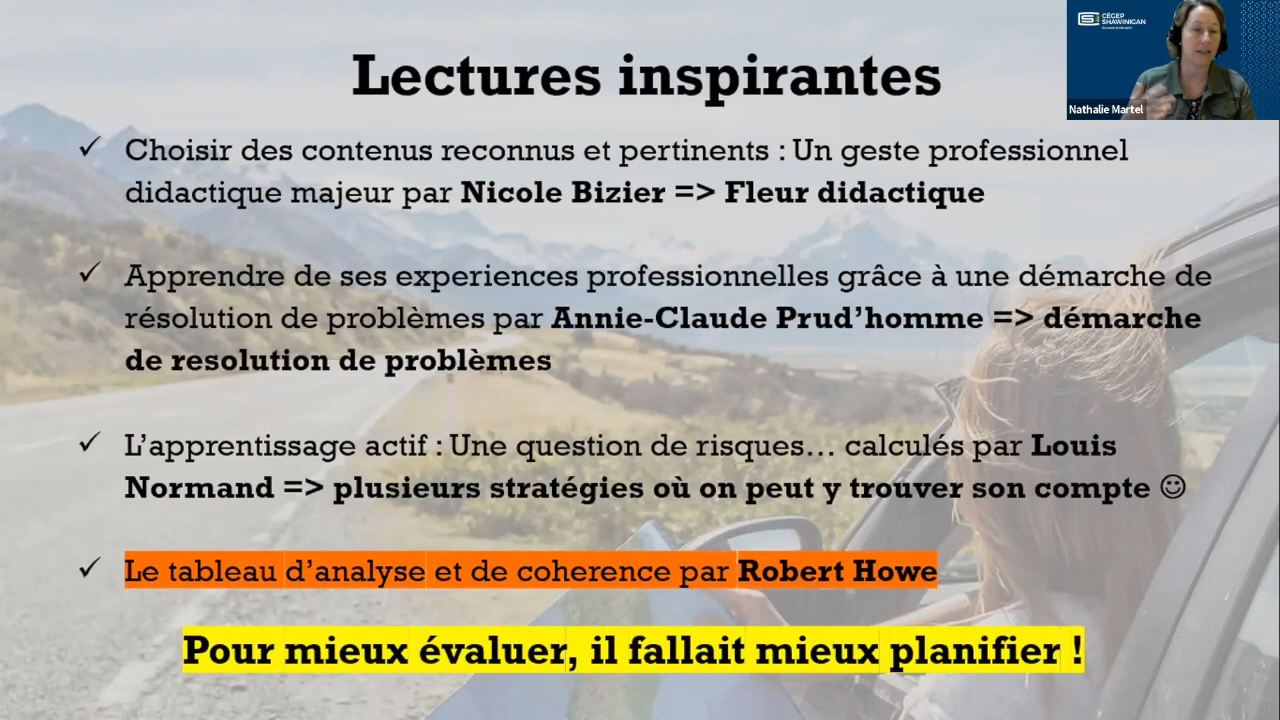 Lectures inspirantes
CÉGEP
SHAWINIGAN
Nathalie Martel
✓ Choisir des contenus reconnus et pertinents : Un geste professionnel
didactique majeur par Nicole Bizier => Fleur didactique
✓ Apprendre de ses experiences professionnelles grâce à une démarche de
résolution de problèmes par Annie-Claude Prud’homme => démarche
de resolution de problèmes
✓ L’apprentissage actif : Une question de risques… calculés par Louis
Normand => plusieurs stratégies où on peut y trouver son compte ☺
✓ Le tableau d’analyse et de coherence par Robert Howe
Pour mieux évaluer, il fallait mieux planifier !